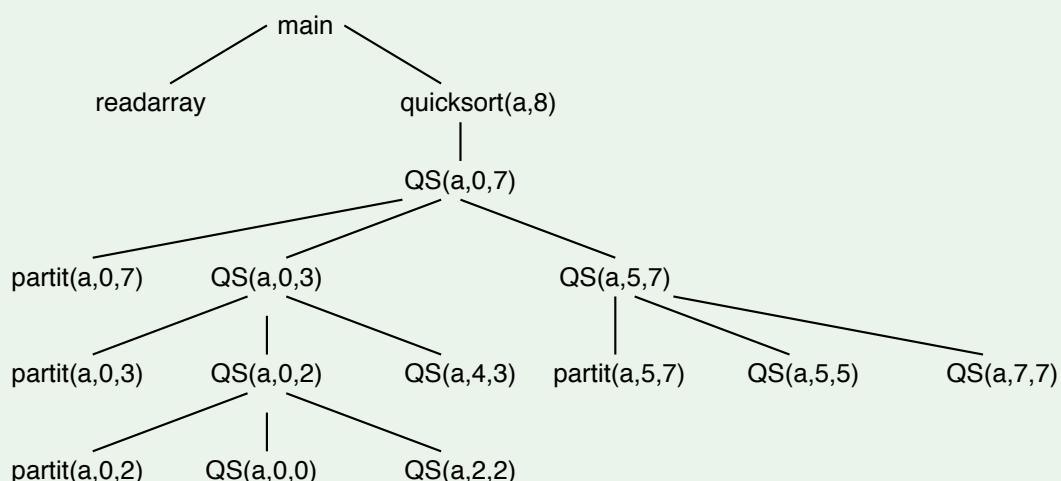 main
readarray quicksort(a,8)
QS(a,0,7)
partit(a,0,7) QS(a,0,3) QS(a,5,7)
partit(a,0,3) QS(a,0,2) QS(a,4,3) partit(a,5,7) QS(a,5,5) QS(a,7,7)
partit(a,0,2) QS(a,0,0) QS(a,2,2)